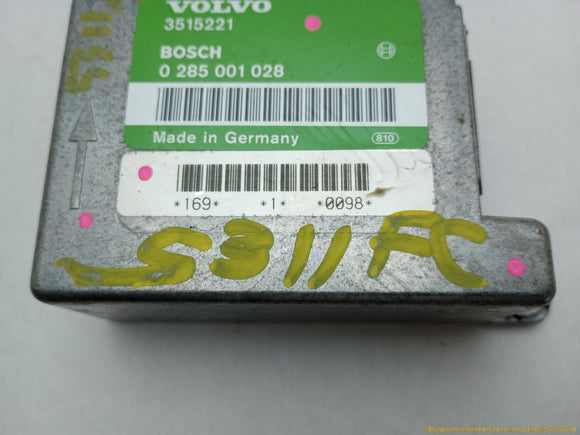 VOLVO
3515221
BOSCH
0 285 001 028
Made in Germany
810
*169* *1* *0098*
S311FC